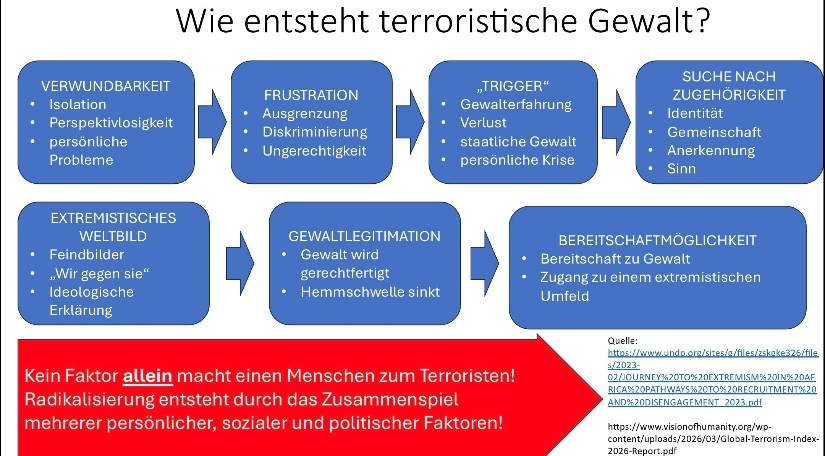 Wie entsteht terroristische Gewalt?
VERWUNDBARKEIT
• Isolation
• Perspektivlosigkeit
• persönliche
Probleme
FRUSTRATION
• Ausgrenzung
• Diskriminierung
• Ungerechtigkeit
„TRIGGER“
• Gewalterfahrung
• Verlust
• staatliche Gewalt
• persönliche Krise
SUCHE NACH
ZUGEHÖRIGKEIT
• Identität
• Gemeinschaft
• Anerkennung
• Sinn
EXTREMISTISCHES
WELTBILD
• Feindbilder
• „Wir gegen sie“
• Ideologische
Erklärung
GEWALTLEGITIMATION
• Gewalt wird
gerechtfertigt
• Hemmschwelle sinkt
BEREITSCHAFTMÖGLICHKEIT
• Bereitschaft zu Gewalt
• Zugang zu einem extremistischen
Umfeld
Kein Faktor allein macht einen Menschen zum Terroristen!
Radikalisierung entsteht durch das Zusammenspiel
mehrerer persönlicher, sozialer und politischer Faktoren!
Quelle:
https://www.undp.org/sites/g/files/zskgke326/file
s/2023-
02/JOURNEY%20TO%20EXTREMISM%20IN%20AF
RICA%20PATHWAYS%20TO%20RECRUITMENT%20
AND%20DISENGAGEMENT_2023.pdf
https://www.visionofhumanity.org/wp-
content/uploads/2026/03/Global-Terrorism-Index-
2026-Report.pdf